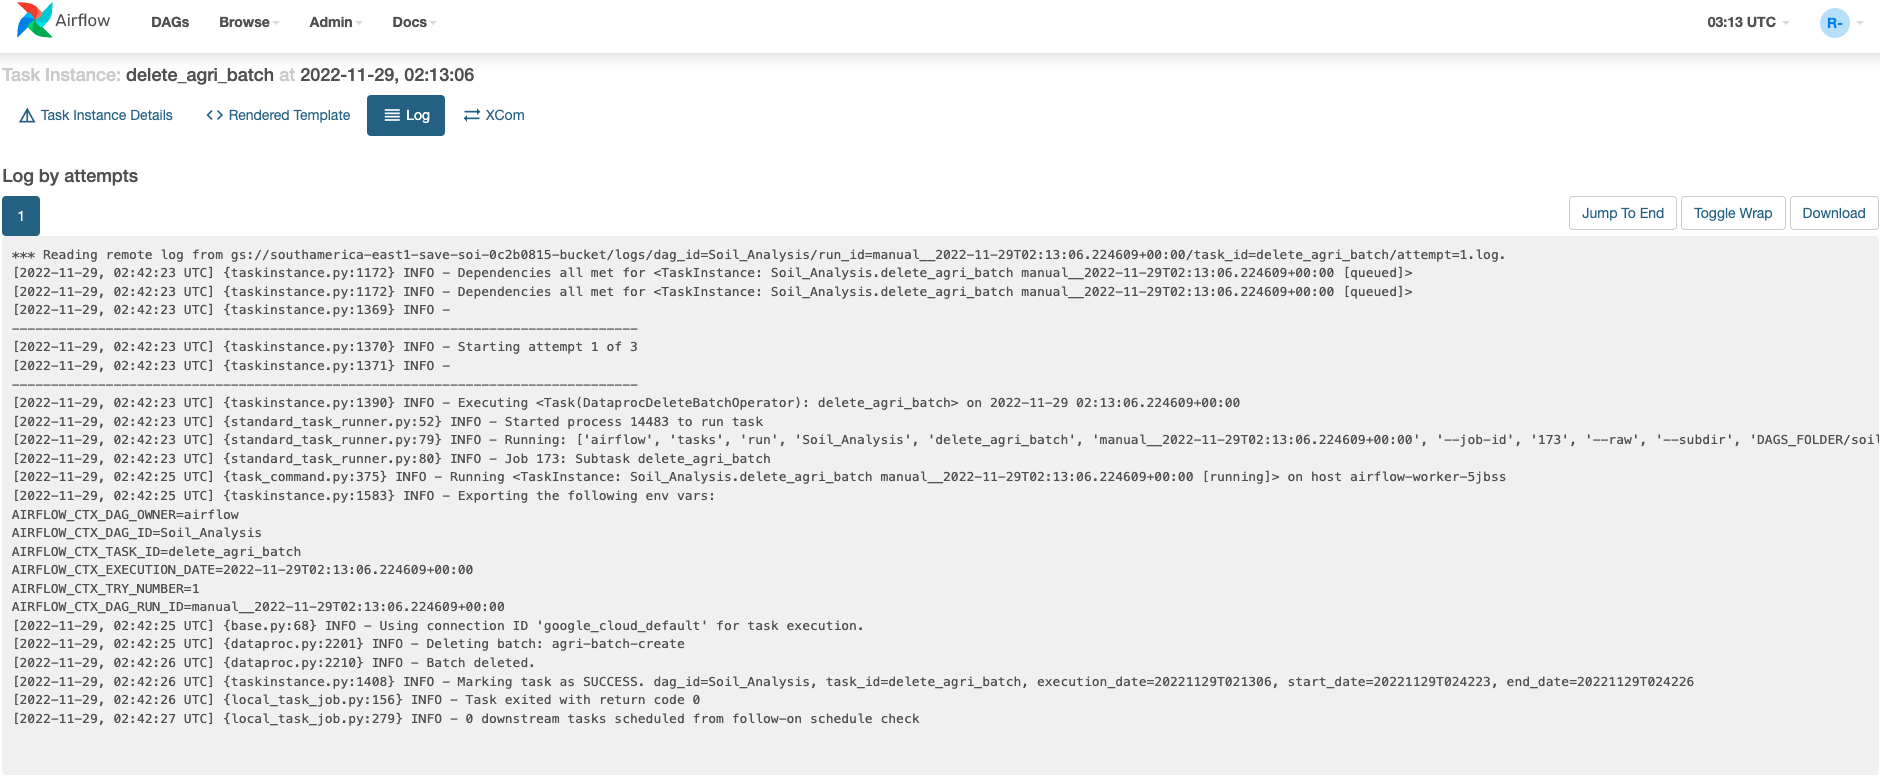 Airflow DAGs Browse Admin Docs 03:13 UTC R-
Task Instance: delete_agri_batch at 2022-11-29, 02:13:06
Task Instance Details <> Rendered Template Log XCom
Log by attempts
1 Jump To End Toggle Wrap Download
*** Reading remote log from gs://southamerica-east1-save-soi-0c2b0815-bucket/logs/dag_id=Soil_Analysis/run_id=manual__2022-11-29T02:13:06.224609+00:00/task_id=delete_agri_batch/attempt=1.log.
[2022-11-29, 02:42:23 UTC] {taskinstance.py:1172} INFO - Dependencies all met for <TaskInstance: Soil_Analysis.delete_agri_batch manual__2022-11-29T02:13:06.224609+00:00 [queued]>
[2022-11-29, 02:42:23 UTC] {taskinstance.py:1172} INFO - Dependencies all met for <TaskInstance: Soil_Analysis.delete_agri_batch manual__2022-11-29T02:13:06.224609+00:00 [queued]>
[2022-11-29, 02:42:23 UTC] {taskinstance.py:1369} INFO -
--------------------------------------------------------------------------------
[2022-11-29, 02:42:23 UTC] {taskinstance.py:1370} INFO - Starting attempt 1 of 3
[2022-11-29, 02:42:23 UTC] {taskinstance.py:1371} INFO -
--------------------------------------------------------------------------------
[2022-11-29, 02:42:23 UTC] {taskinstance.py:1390} INFO - Executing <Task(DataprocDeleteBatchOperator): delete_agri_batch> on 2022-11-29 02:13:06.224609+00:00
[2022-11-29, 02:42:23 UTC] {standard_task_runner.py:52} INFO - Started process 14483 to run task
[2022-11-29, 02:42:23 UTC] {standard_task_runner.py:79} INFO - Running: ['airflow', 'tasks', 'run', 'Soil_Analysis', 'delete_agri_batch', 'manual__2022-11-29T02:13:06.224609+00:00', '--job-id', '173', '--raw', '--subdir', 'DAGS_FOLDER/soil
[2022-11-29, 02:42:23 UTC] {standard_task_runner.py:80} INFO - Job 173: Subtask delete_agri_batch
[2022-11-29, 02:42:25 UTC] {task_command.py:375} INFO - Running <TaskInstance: Soil_Analysis.delete_agri_batch manual__2022-11-29T02:13:06.224609+00:00 [running]> on host airflow-worker-5jbss
[2022-11-29, 02:42:25 UTC] {taskinstance.py:1583} INFO - Exporting the following env vars:
AIRFLOW_CTX_DAG_OWNER=airflow
AIRFLOW_CTX_DAG_ID=Soil_Analysis
AIRFLOW_CTX_TASK_ID=delete_agri_batch
AIRFLOW_CTX_EXECUTION_DATE=2022-11-29T02:13:06.224609+00:00
AIRFLOW_CTX_TRY_NUMBER=1
AIRFLOW_CTX_DAG_RUN_ID=manual__2022-11-29T02:13:06.224609+00:00
[2022-11-29, 02:42:25 UTC] {base.py:68} INFO - Using connection ID 'google_cloud_default' for task execution.
[2022-11-29, 02:42:25 UTC] {dataproc.py:2201} INFO - Deleting batch: agri-batch-create
[2022-11-29, 02:42:26 UTC] {dataproc.py:2210} INFO - Batch deleted.
[2022-11-29, 02:42:26 UTC] {taskinstance.py:1408} INFO - Marking task as SUCCESS. dag_id=Soil_Analysis, task_id=delete_agri_batch, execution_date=20221129T021306, start_date=20221129T024223, end_date=20221129T024226
[2022-11-29, 02:42:26 UTC] {local_task_job.py:156} INFO - Task exited with return code 0
[2022-11-29, 02:42:27 UTC] {local_task_job.py:279} INFO - 0 downstream tasks scheduled from follow-on schedule check